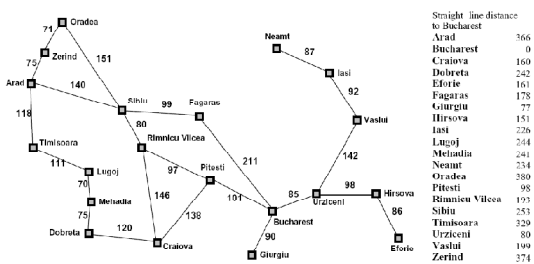 Oradea
71
Neamt
87
Zerind
151
75
Iasi
Arad
140
92
Sibiu
99
Fagaras
118
80
Vaslui
Timisoara
Rimnicu Vilcea
111
Lugoj
97
Pitesti
211
142
70
98
Hirsova
Mehadia
146
101
85
Urziceni
75
138
86
120
Bucharest
Dobreta
90
Craiova
Eforie
Giurgiu
Straight line distance
to Bucharest
Arad 366
Bucharest 0
Craiova 160
Dobreta 242
Eforie 161
Fagaras 178
Giurgiu 77
Hirsova 151
Iasi 226
Lugoj 244
Mehadia 241
Neamt 234
Oradea 380
Pitesti 98
Rimnicu Vilcea 193
Sibiu 253
Timisoara 329
Urziceni 80
Vaslui 199
Zerind 374